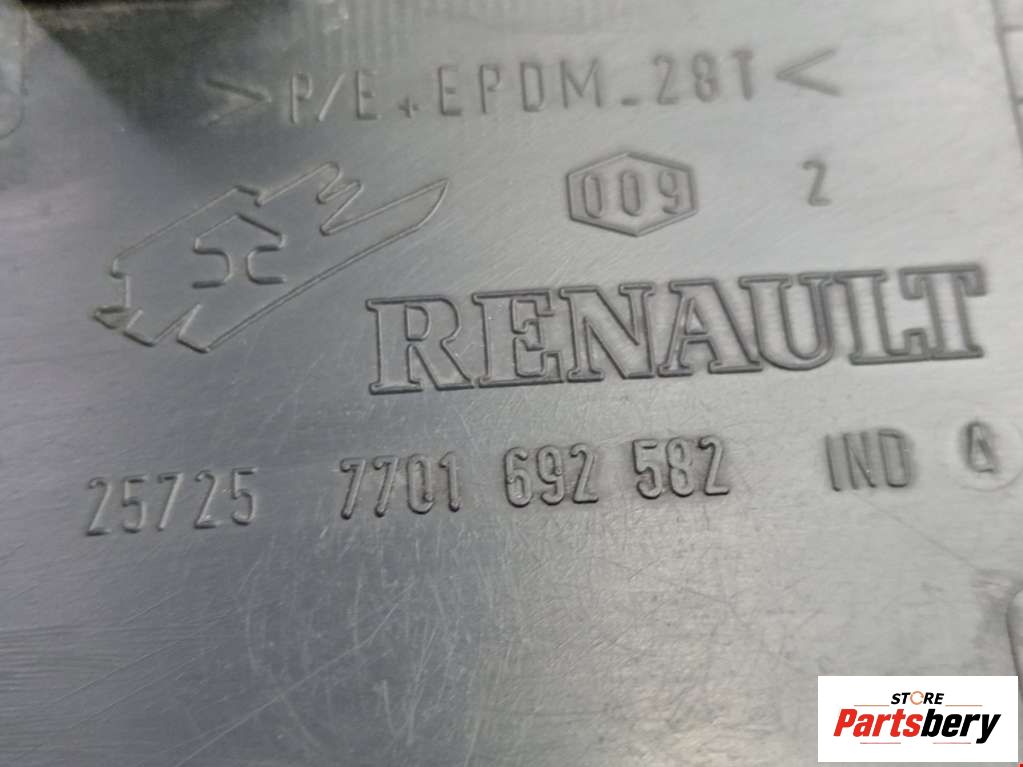 >P/E+EPDM-28T<
009 2
RENAULT
25725 7701 692 582 IND
STORE
Partsbery